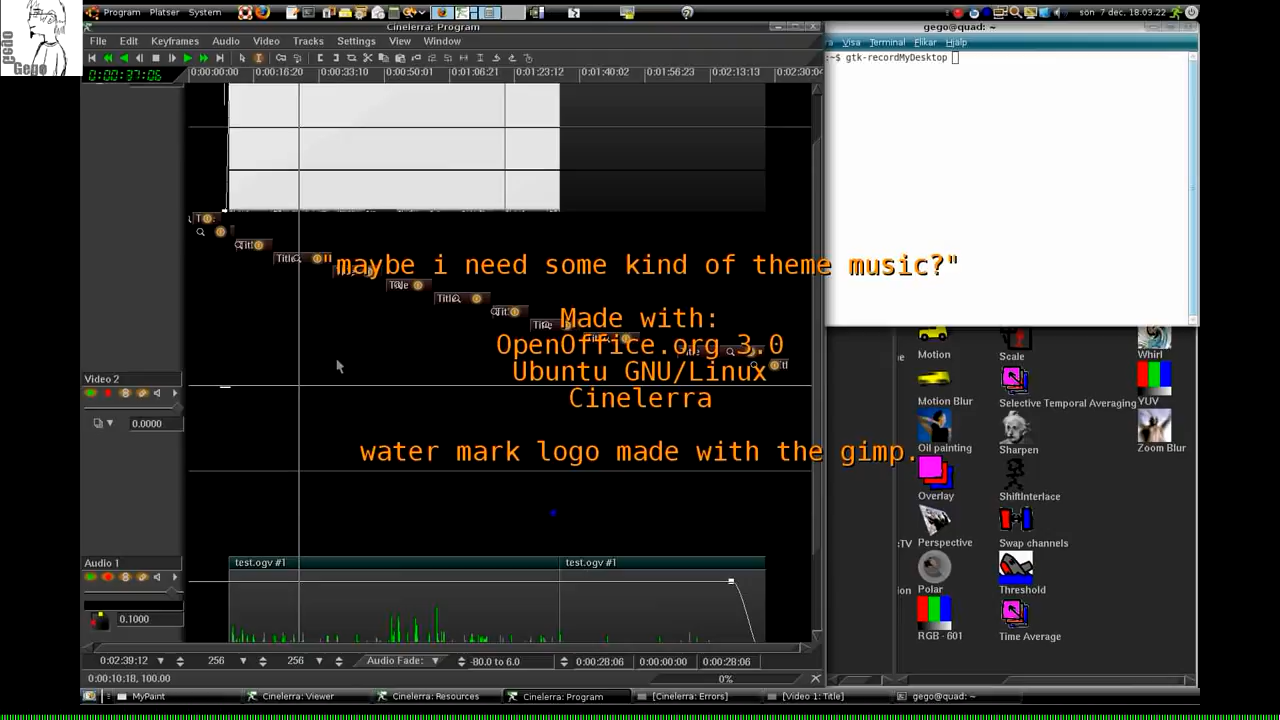 Program Platser System
son 7 dec, 18.03.22
gego
Gego
Cinelerra: Program
gego@quad: ~
File Edit Keyframes Audio Video Tracks Settings View Window
Visa Terminal Flikar Hjälp
:~$ gtk-recordMyDesktop
0:00:37:06
0:00:00:00 0:00:16:20 0:00:33:10 0:00:50:01 0:01:06:21 0:01:23:12 0:01:40:02 0:01:56:23 0:02:13:13 0:02:30:04
Title
Title
Title
"maybe i need some kind of theme music?"
Made with:
OpenOffice.org 3.0
Ubuntu GNU/Linux
Cinelerra
water mark logo made with the gimp.
Motion Scale Whirl
Motion Blur Selective Temporal Averaging YUV
Oil painting Sharpen Zoom Blur
Overlay ShiftInterlace
Perspective Swap channels
Polar Threshold
RGB - 601 Time Average
Video 2
0.0000
Audio 1
test.ogv #1 test.ogv #1
0.1000
0:02:39:12 256 256 Audio Fade: -80.0 to 6.0 0:00:28:06 0:00:00:00 0:00:28:06
0:00:10:18, 100.00 0%
MyPaint Cinelerra: Viewer Cinelerra: Resources Cinelerra: Program [Cinelerra: Errors] [Video 1: Title] gego@quad: ~